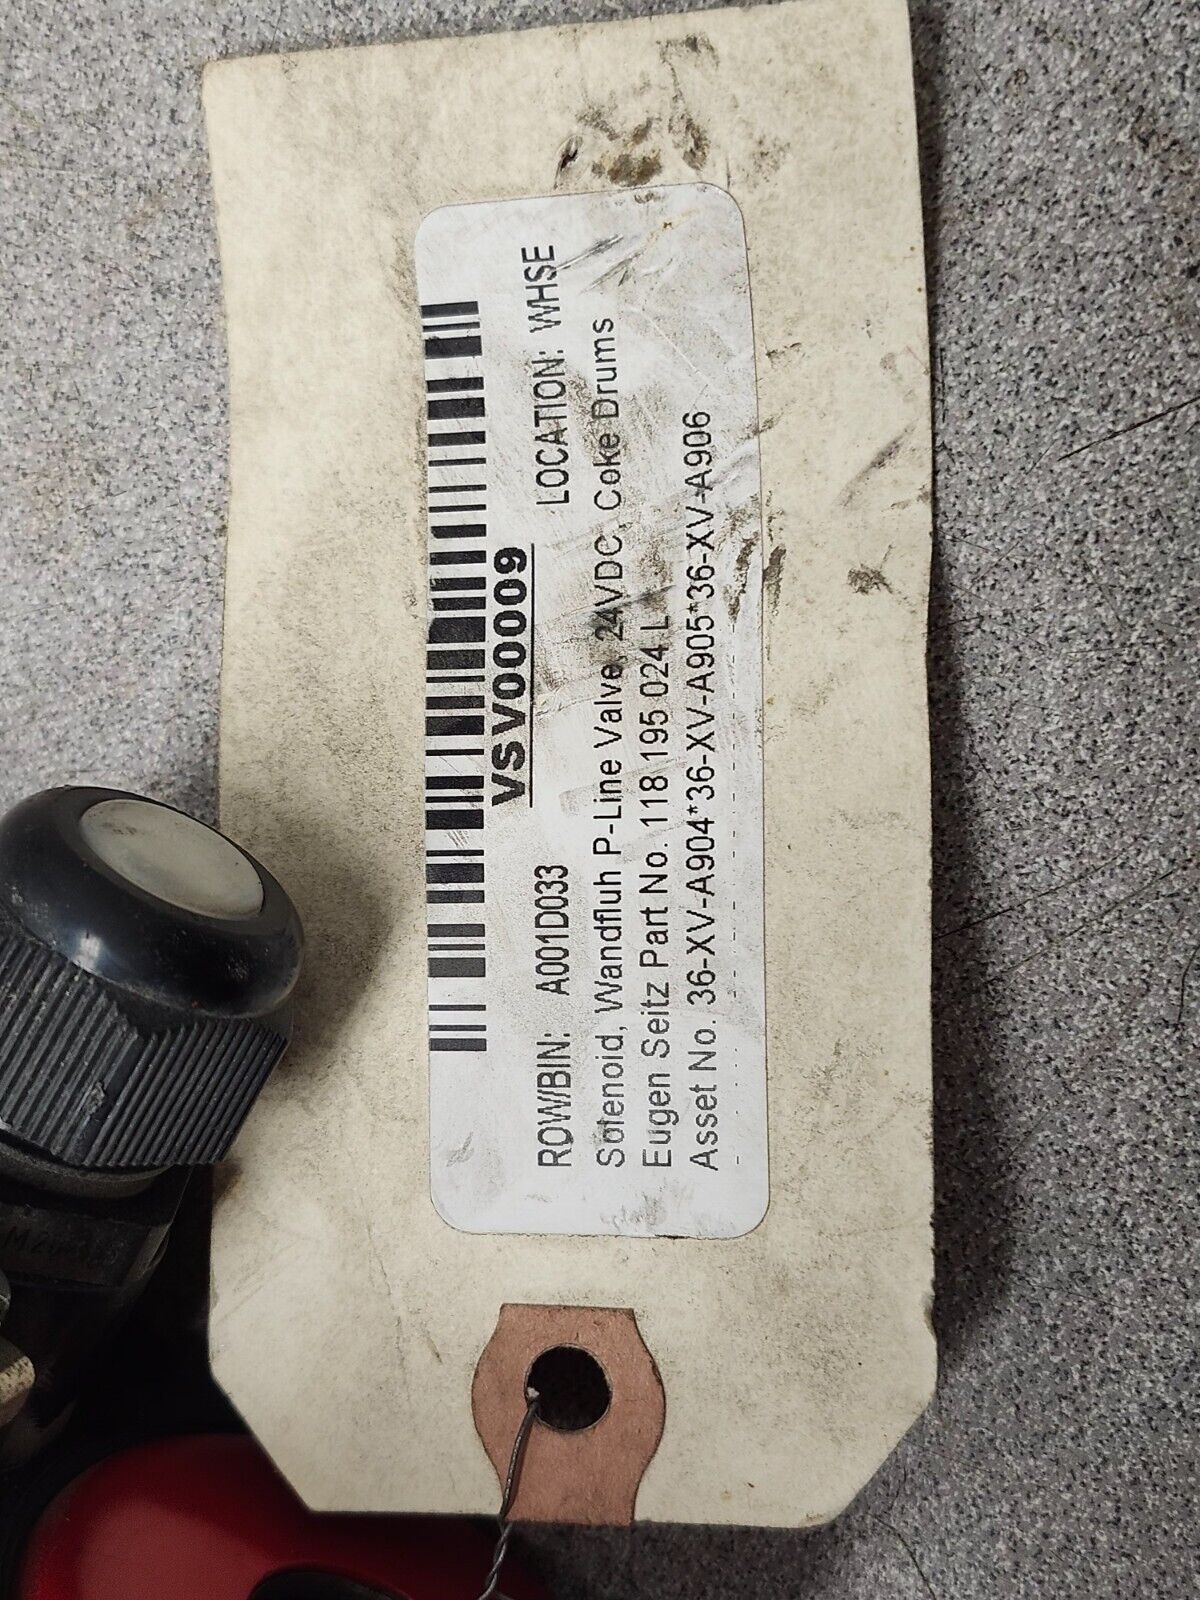 VSV00009
ROW/BIN: A001D033 LOCATION: WHSE
Solenoid, Wandfluh P-Line Valve, 24VDC, Coke Drums
Eugen Seitz Part No. 118 195 024 L
Asset No. 36-XV-A904*36-XV-A905*36-XV-A906